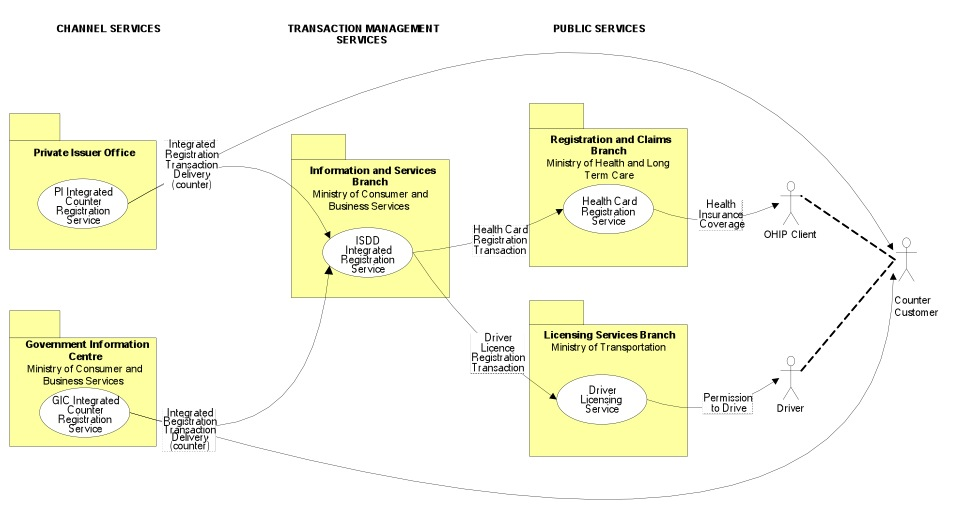 CHANNEL SERVICES
TRANSACTION MANAGEMENT
SERVICES
PUBLIC SERVICES
Private Issuer Office
PI Integrated
Counter
Registration
Service
Integrated
Registration
Transaction
Delivery
(counter)
Information and Services
Branch
Ministry of Consumer and
Business Services
ISDD
Integrated
Registration
Service
Registration and Claims
Branch
Ministry of Health and Long
Term Care
Health Card
Registration
Service
Health Card
Registration
Transaction
Health
Insurance
Coverage
OHIP Client
Counter
Customer
Government Information
Centre
Ministry of Consumer and
Business Services
GIC Integrated
Counter
Registration
Service
Integrated
Registration
Transaction
Delivery
(counter)
Driver
Licence
Registration
Transaction
Licensing Services Branch
Ministry of Transportation
Driver
Licensing
Service
Permission
to Drive
Driver